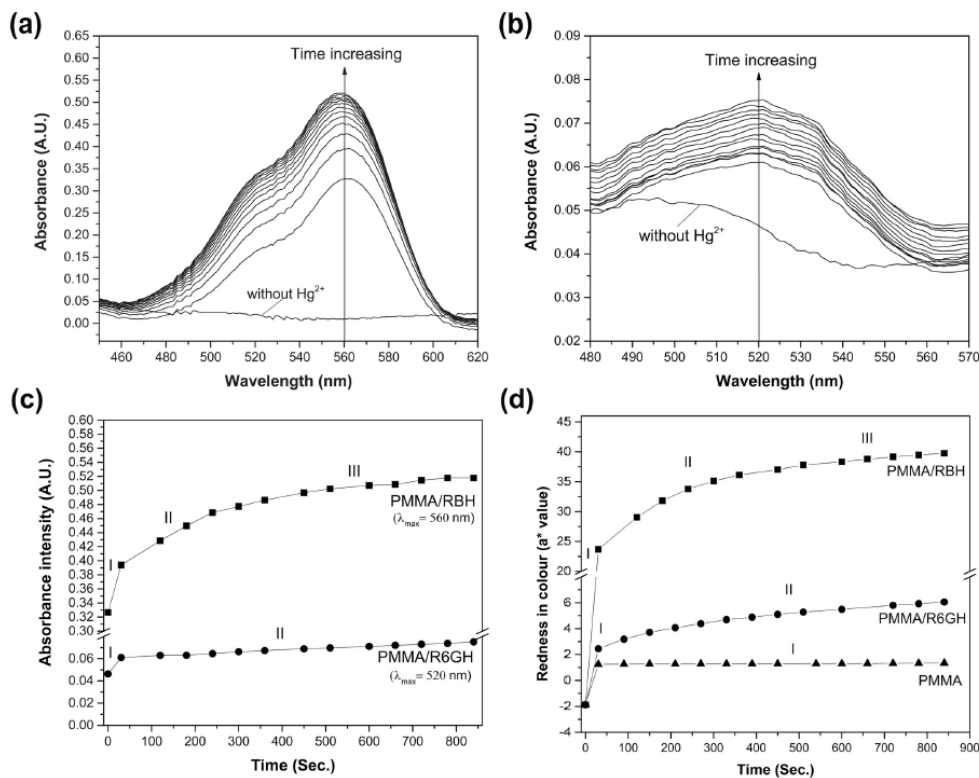 (a)
0.65
0.60
0.55
0.50
0.45
0.40
0.35
0.30
0.25
0.20
0.15
0.10
0.05
0.00
Absorbance (A.U.)
Time increasing
without Hg²⁺
460 480 500 520 540 560 580 600 620
Wavelength (nm)
(b)
0.09
0.08
0.07
0.06
0.05
0.04
0.03
0.02
Absorbance (A.U.)
Time increasing
without Hg²⁺
480 490 500 510 520 530 540 550 560 570
Wavelength (nm)
(c)
0.60
0.58
0.56
0.54
0.52
0.50
0.48
0.46
0.44
0.42
0.40
0.38
0.36
0.34
0.32
0.30
0.06
0.04
0.02
0.00
Absorbance intensity (A.U.)
III
II
I
PMMA/RBH
(λmax= 560 nm)
II
I
PMMA/R6GH
(λmax= 520 nm)
0 100 200 300 400 500 600 700 800
Time (Sec.)
(d)
45
40
35
30
25
20
6
4
2
0
-2
-4
Redness in colour (a* value)
III
II
I
PMMA/RBH
II
I
PMMA/R6GH
I
PMMA
0 100 200 300 400 500 600 700 800 900
Time (Sec.)